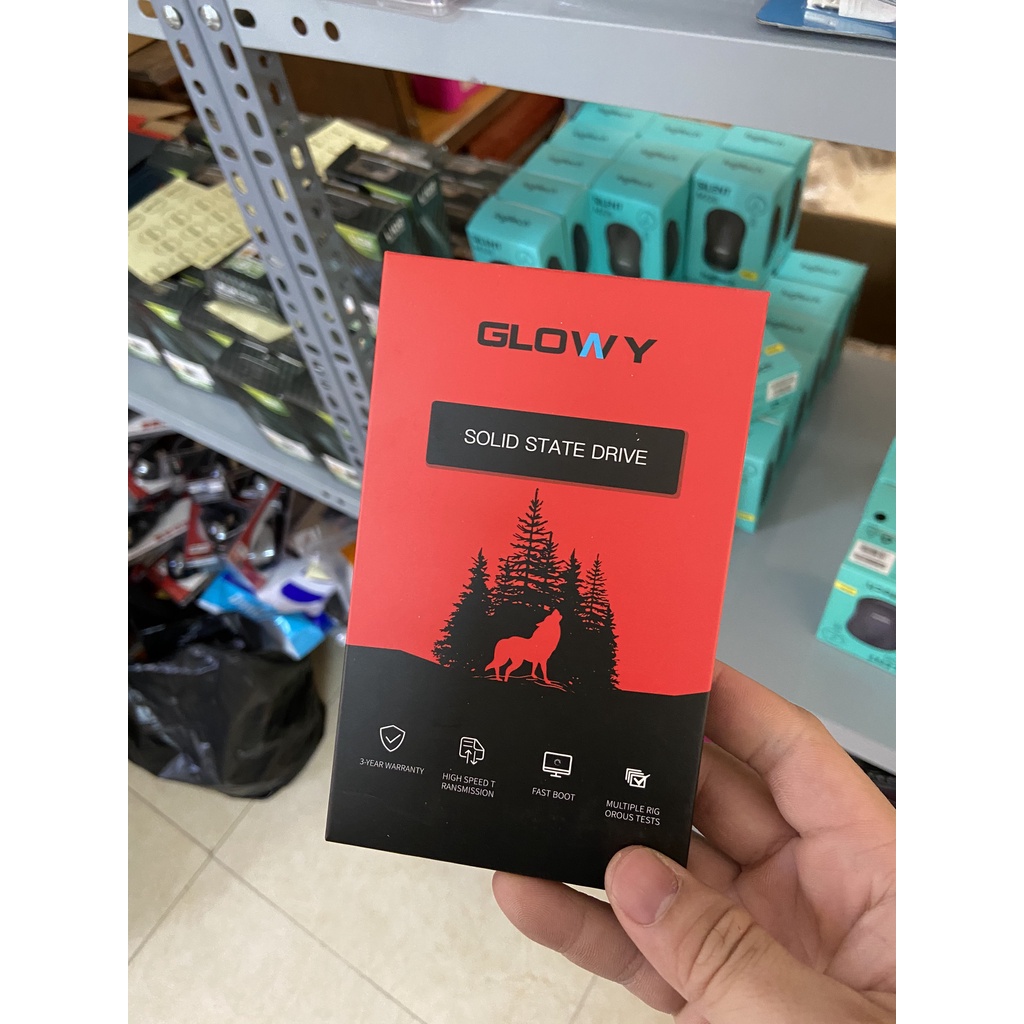 GLOWY
SOLID STATE DRIVE
3-YEAR WARRANTY
HIGH SPEED T
RANSMISSION
FAST BOOT
MULTIPLE RIG
OROUS TESTS